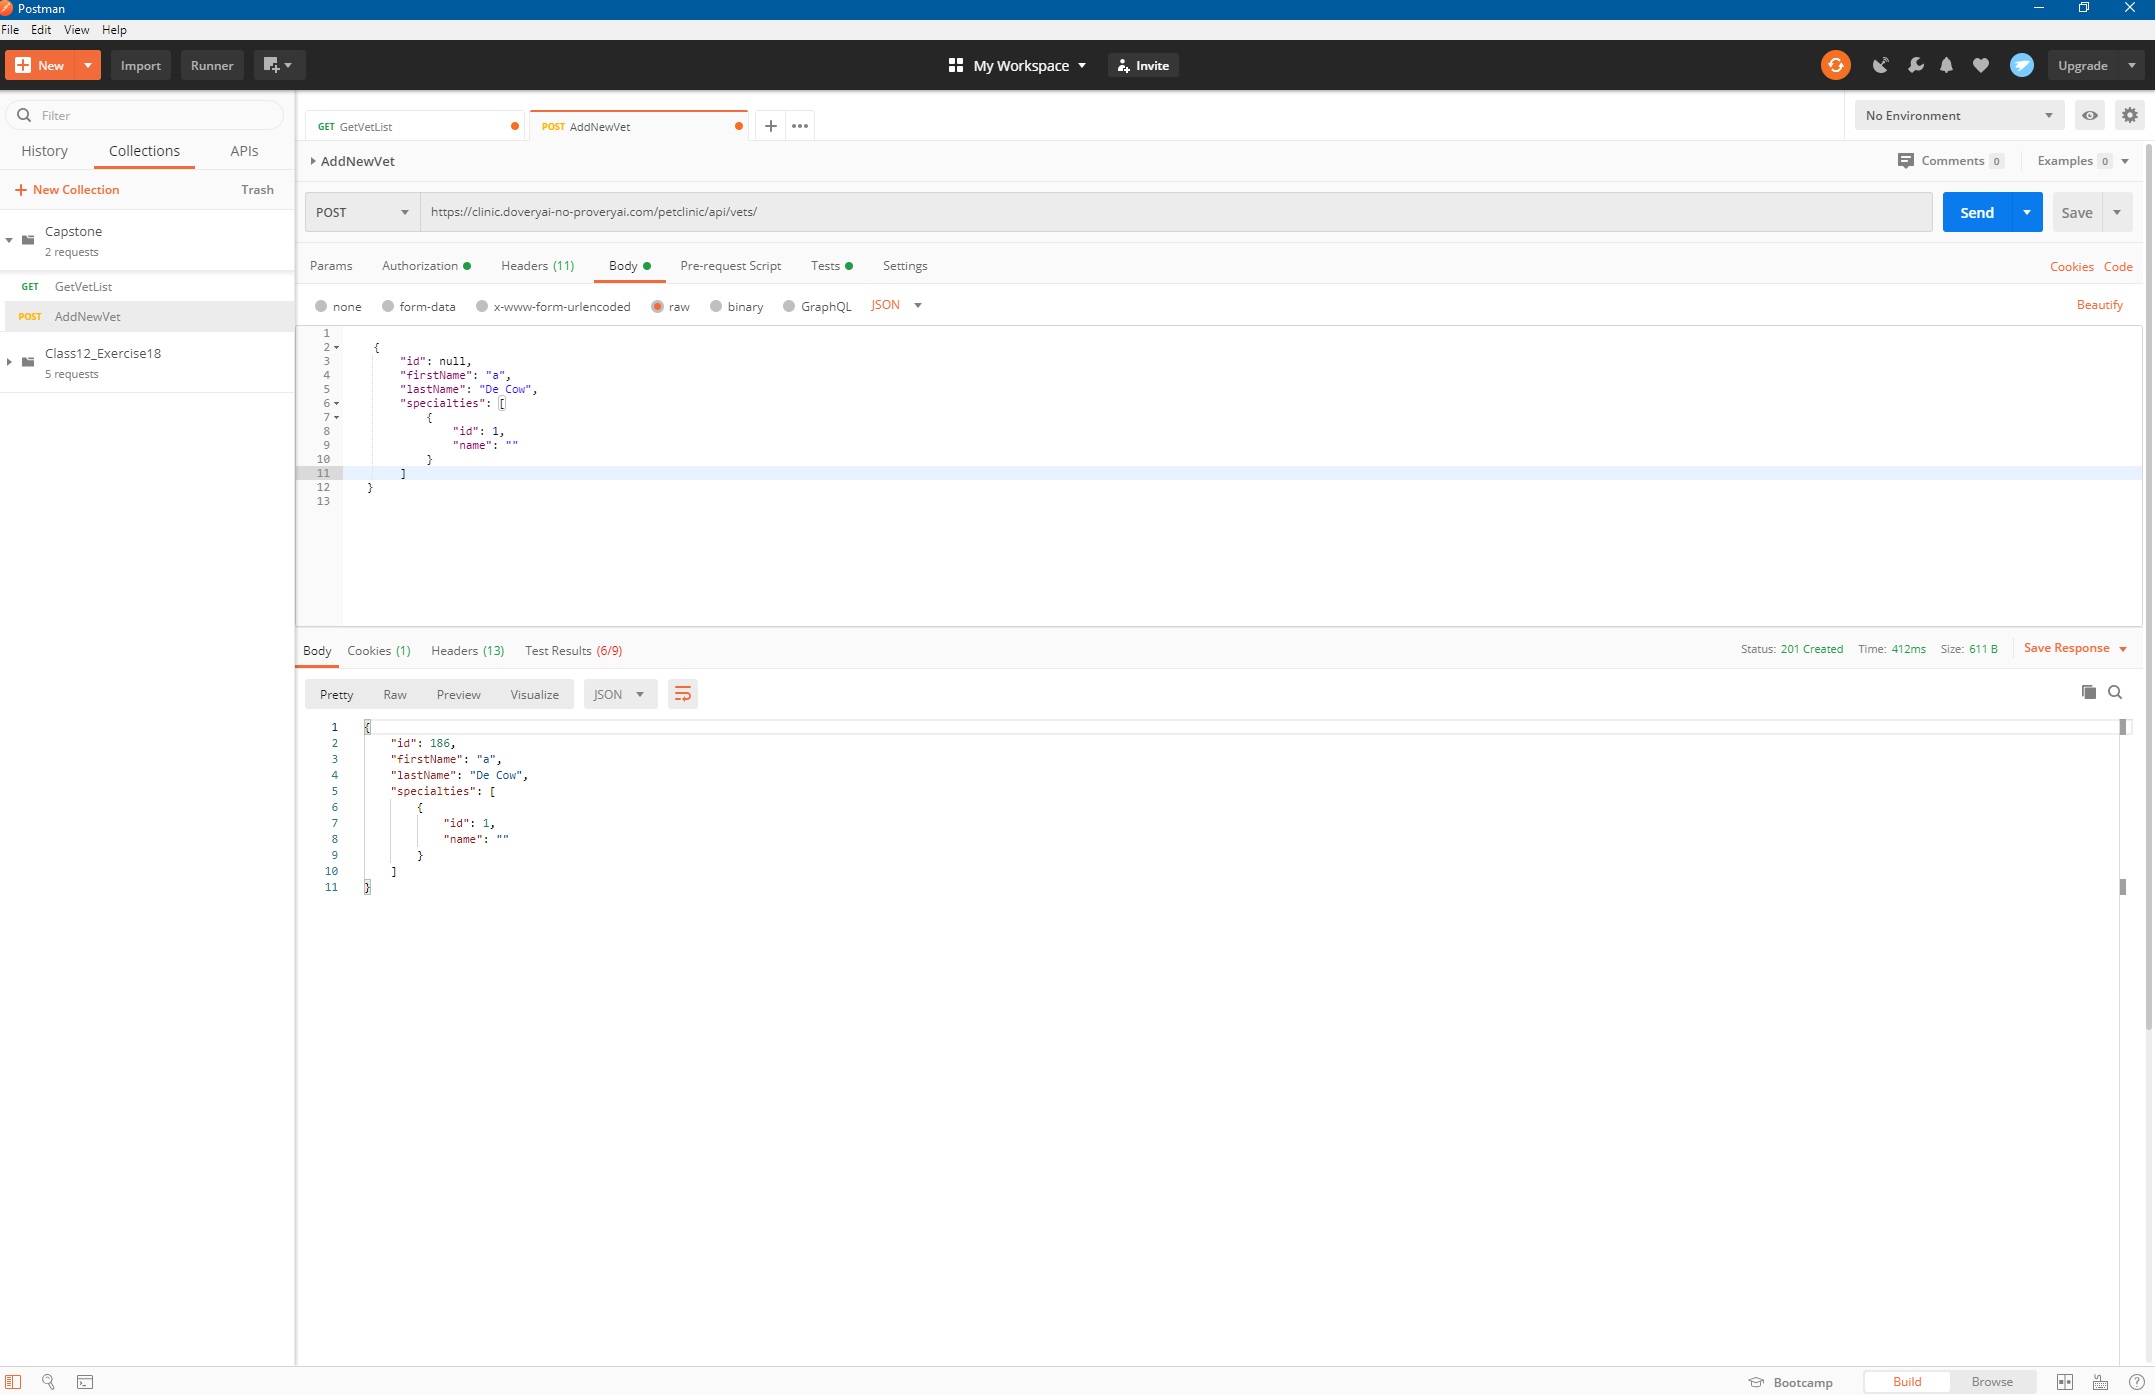 Postman
File Edit View Help
New Import Runner My Workspace Invite Upgrade
Filter
History Collections APIs
New Collection Trash
Capstone
2 requests
GET GetVetList
POST AddNewVet
Class12_Exercise18
5 requests
GET GetVetList POST AddNewVet No Environment
AddNewVet Comments 0 Examples 0
POST https://clinic.doveryai-no-proveryai.com/petclinic/api/vets/ Send Save
Params Authorization Headers (11) Body Pre-request Script Tests Settings Cookies Code
none form-data x-www-form-urlencoded raw binary GraphQL JSON Beautify
1
2 {
3 "id": null,
4 "firstName": "a",
5 "lastName": "De Cow",
6 "specialties": [
7 {
8 "id": 1,
9 "name": ""
10 }
11 ]
12 }
13
Body Cookies (1) Headers (13) Test Results (6/9) Status: 201 Created Time: 412ms Size: 611 B Save Response
Pretty Raw Preview Visualize JSON
1 {
2 "id": 186,
3 "firstName": "a",
4 "lastName": "De Cow",
5 "specialties": [
6 {
7 "id": 1,
8 "name": ""
9 }
10 ]
11 }
Bootcamp Build Browse